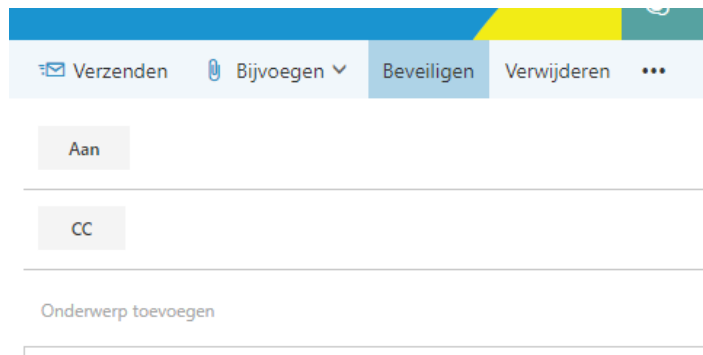 Verzenden Bijvoegen Beveiligen Verwijderen •••
Aan
CC
Onderwerp toevoegen